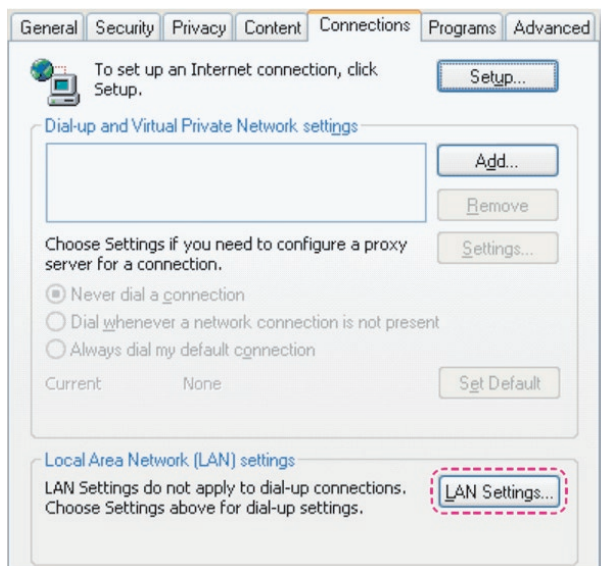 General Security Privacy Content Connections Programs Advanced
To set up an Internet connection, click
Setup.
Setup...
Dial-up and Virtual Private Network settings
Add...
Remove
Choose Settings if you need to configure a proxy
server for a connection.
Settings...
Never dial a connection
Dial whenever a network connection is not present
Always dial my default connection
Current None
Set Default
Local Area Network (LAN) settings
LAN Settings do not apply to dial-up connections.
Choose Settings above for dial-up settings.
LAN Settings...